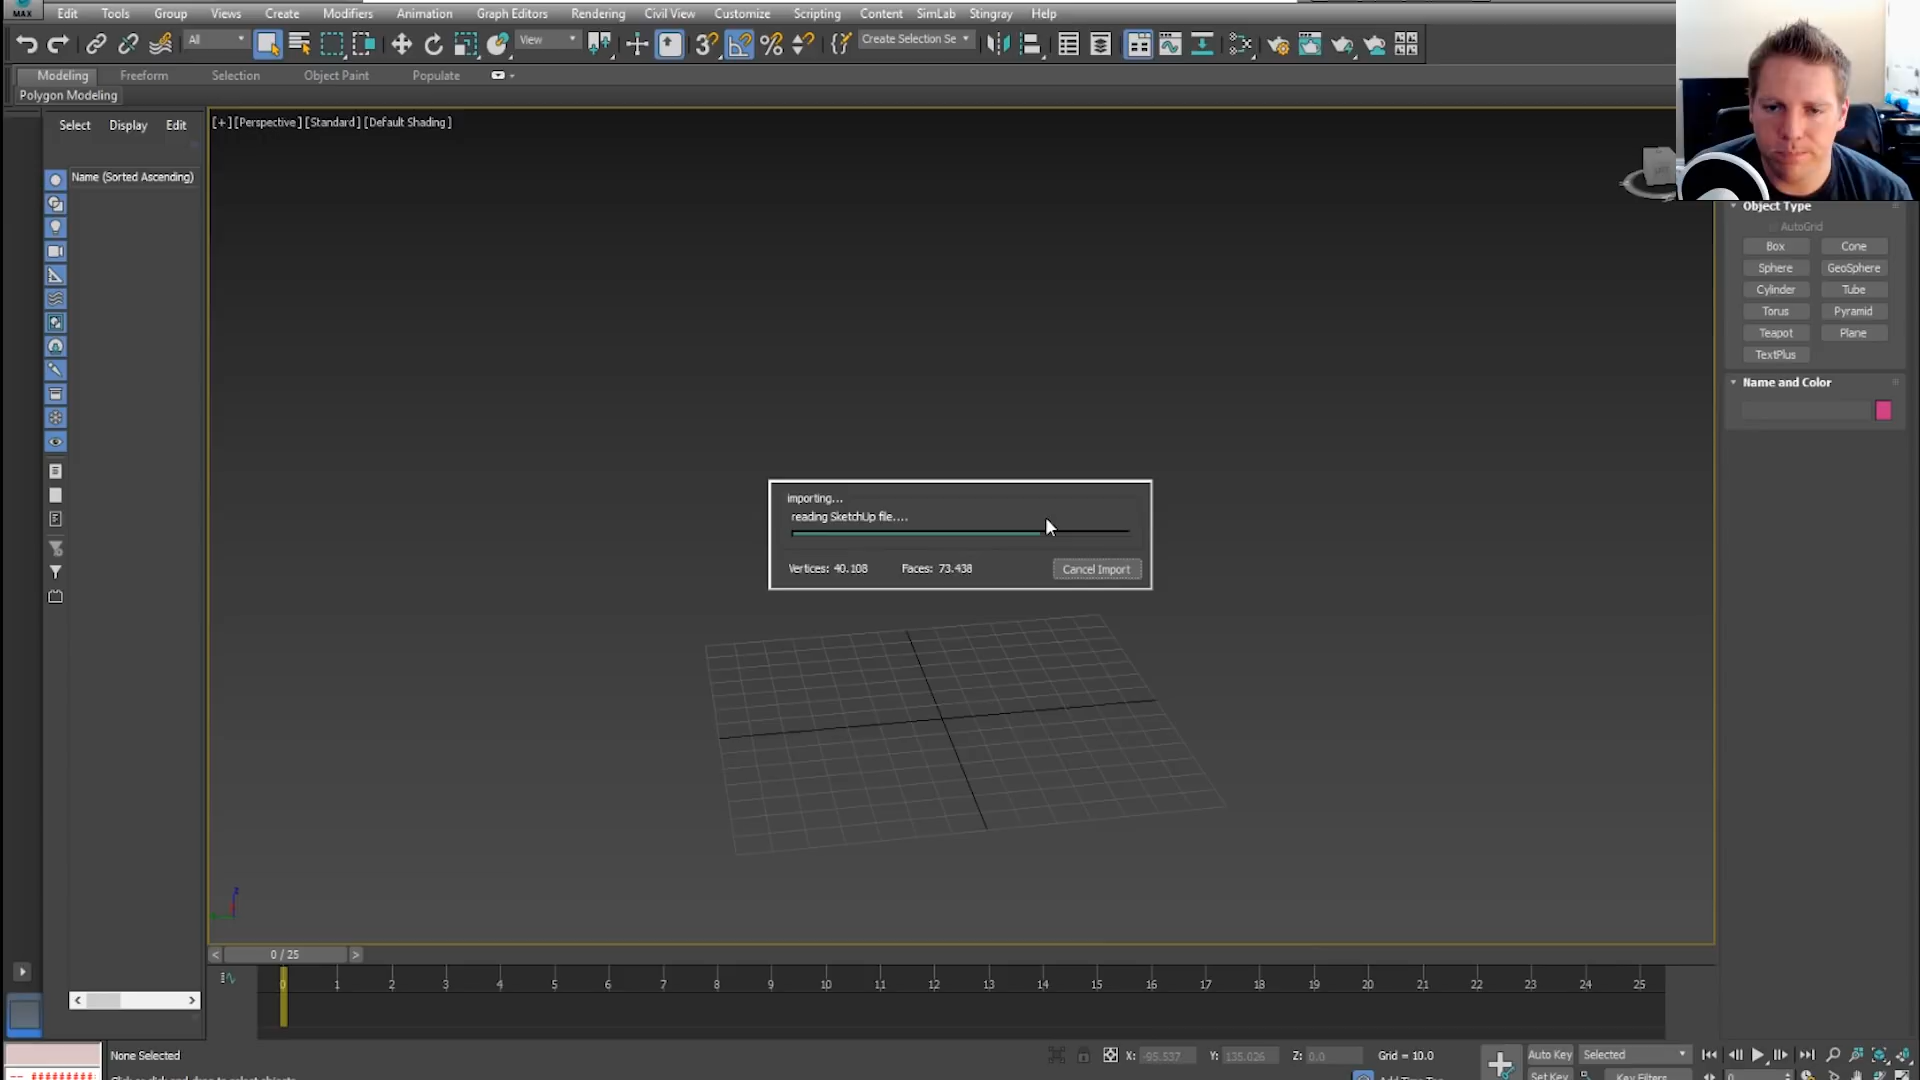 MAX
Edit Tools Group Views Create Modifiers Animation Graph Editors Rendering Civil View Customize Scripting Content SimLab Stingray Help
All View Create Selection Se
Modeling Freeform Selection Object Paint Populate
Polygon Modeling
Select Display Edit
[+][Perspective][Standard][Default Shading]
Name (Sorted Ascending)
Object Type
AutoGrid
Box Cone
Sphere GeoSphere
Cylinder Tube
Torus Pyramid
Teapot Plane
TextPlus
Name and Color
importing...
reading SketchUp file....
Vertices: 40.108 Faces: 73.438 Cancel Import
z
< 0 / 25 >
0 1 2 3 4 5 6 7 8 9 10 11 12 13 14 15 16 17 18 19 20 21 22 23 24 25
None Selected X: -95.537 Y: 135.026 Z: 0.0 Grid = 10.0 Auto Key Selected
Set Key Key Filters